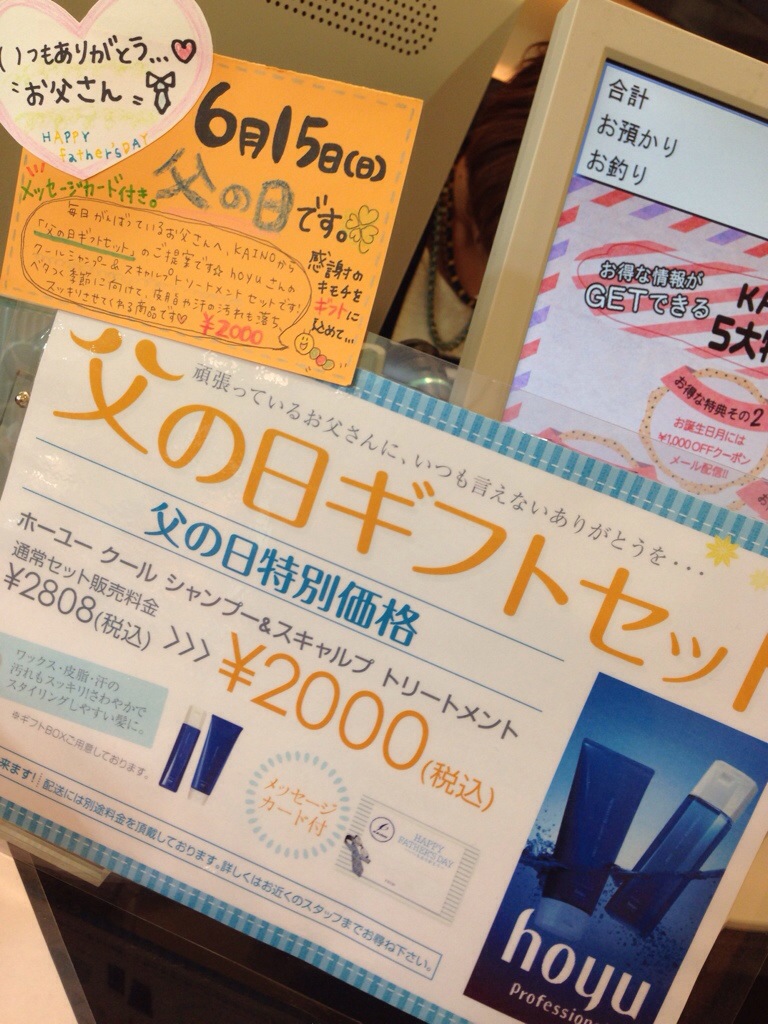 いつもありがとう...
お父さん
HAPPY
father's DAY
6月15日(日)
父の日です。
メッセージカード付き。
毎日がんばっているお父さんへ、KAINOから
「父の日ギフトセット」のご提案です☆hoyuさんの
クールシャンプー&スキャルプトリートメントセットです!
ベタつく季節に向けて、皮脂や汗の汚れも落ち、
スッキリさせてくれる商品です♡ ¥2000
感謝の
キモチを
ギフトに
込めて...
合計
お預かり
お釣り
お得な情報が
GETできる
KA
5大特
お得な特典その2
お誕生日月には
¥1,000OFFクーポン
メール配信!!
頑張っているお父さんに、いつも言えないありがとうを・・・
父の日ギフトセット
父の日特別価格
ホーユー クール シャンプー&スキャルプ トリートメント
通常セット販売料金
¥2808(税込) >>> ¥2000(税込)
ワックス・皮脂・汗の
汚れもスッキリ!さわやかで
スタイリングしやすい髪に。
※ギフトBOXご用意しております。
メッセージ
カード付
HAPPY
FATHER'S DAY
来ます! 配送には別途料金を頂戴しております。詳しくはお近くのスタッフまでお尋ね下さい。
hoyu
professional